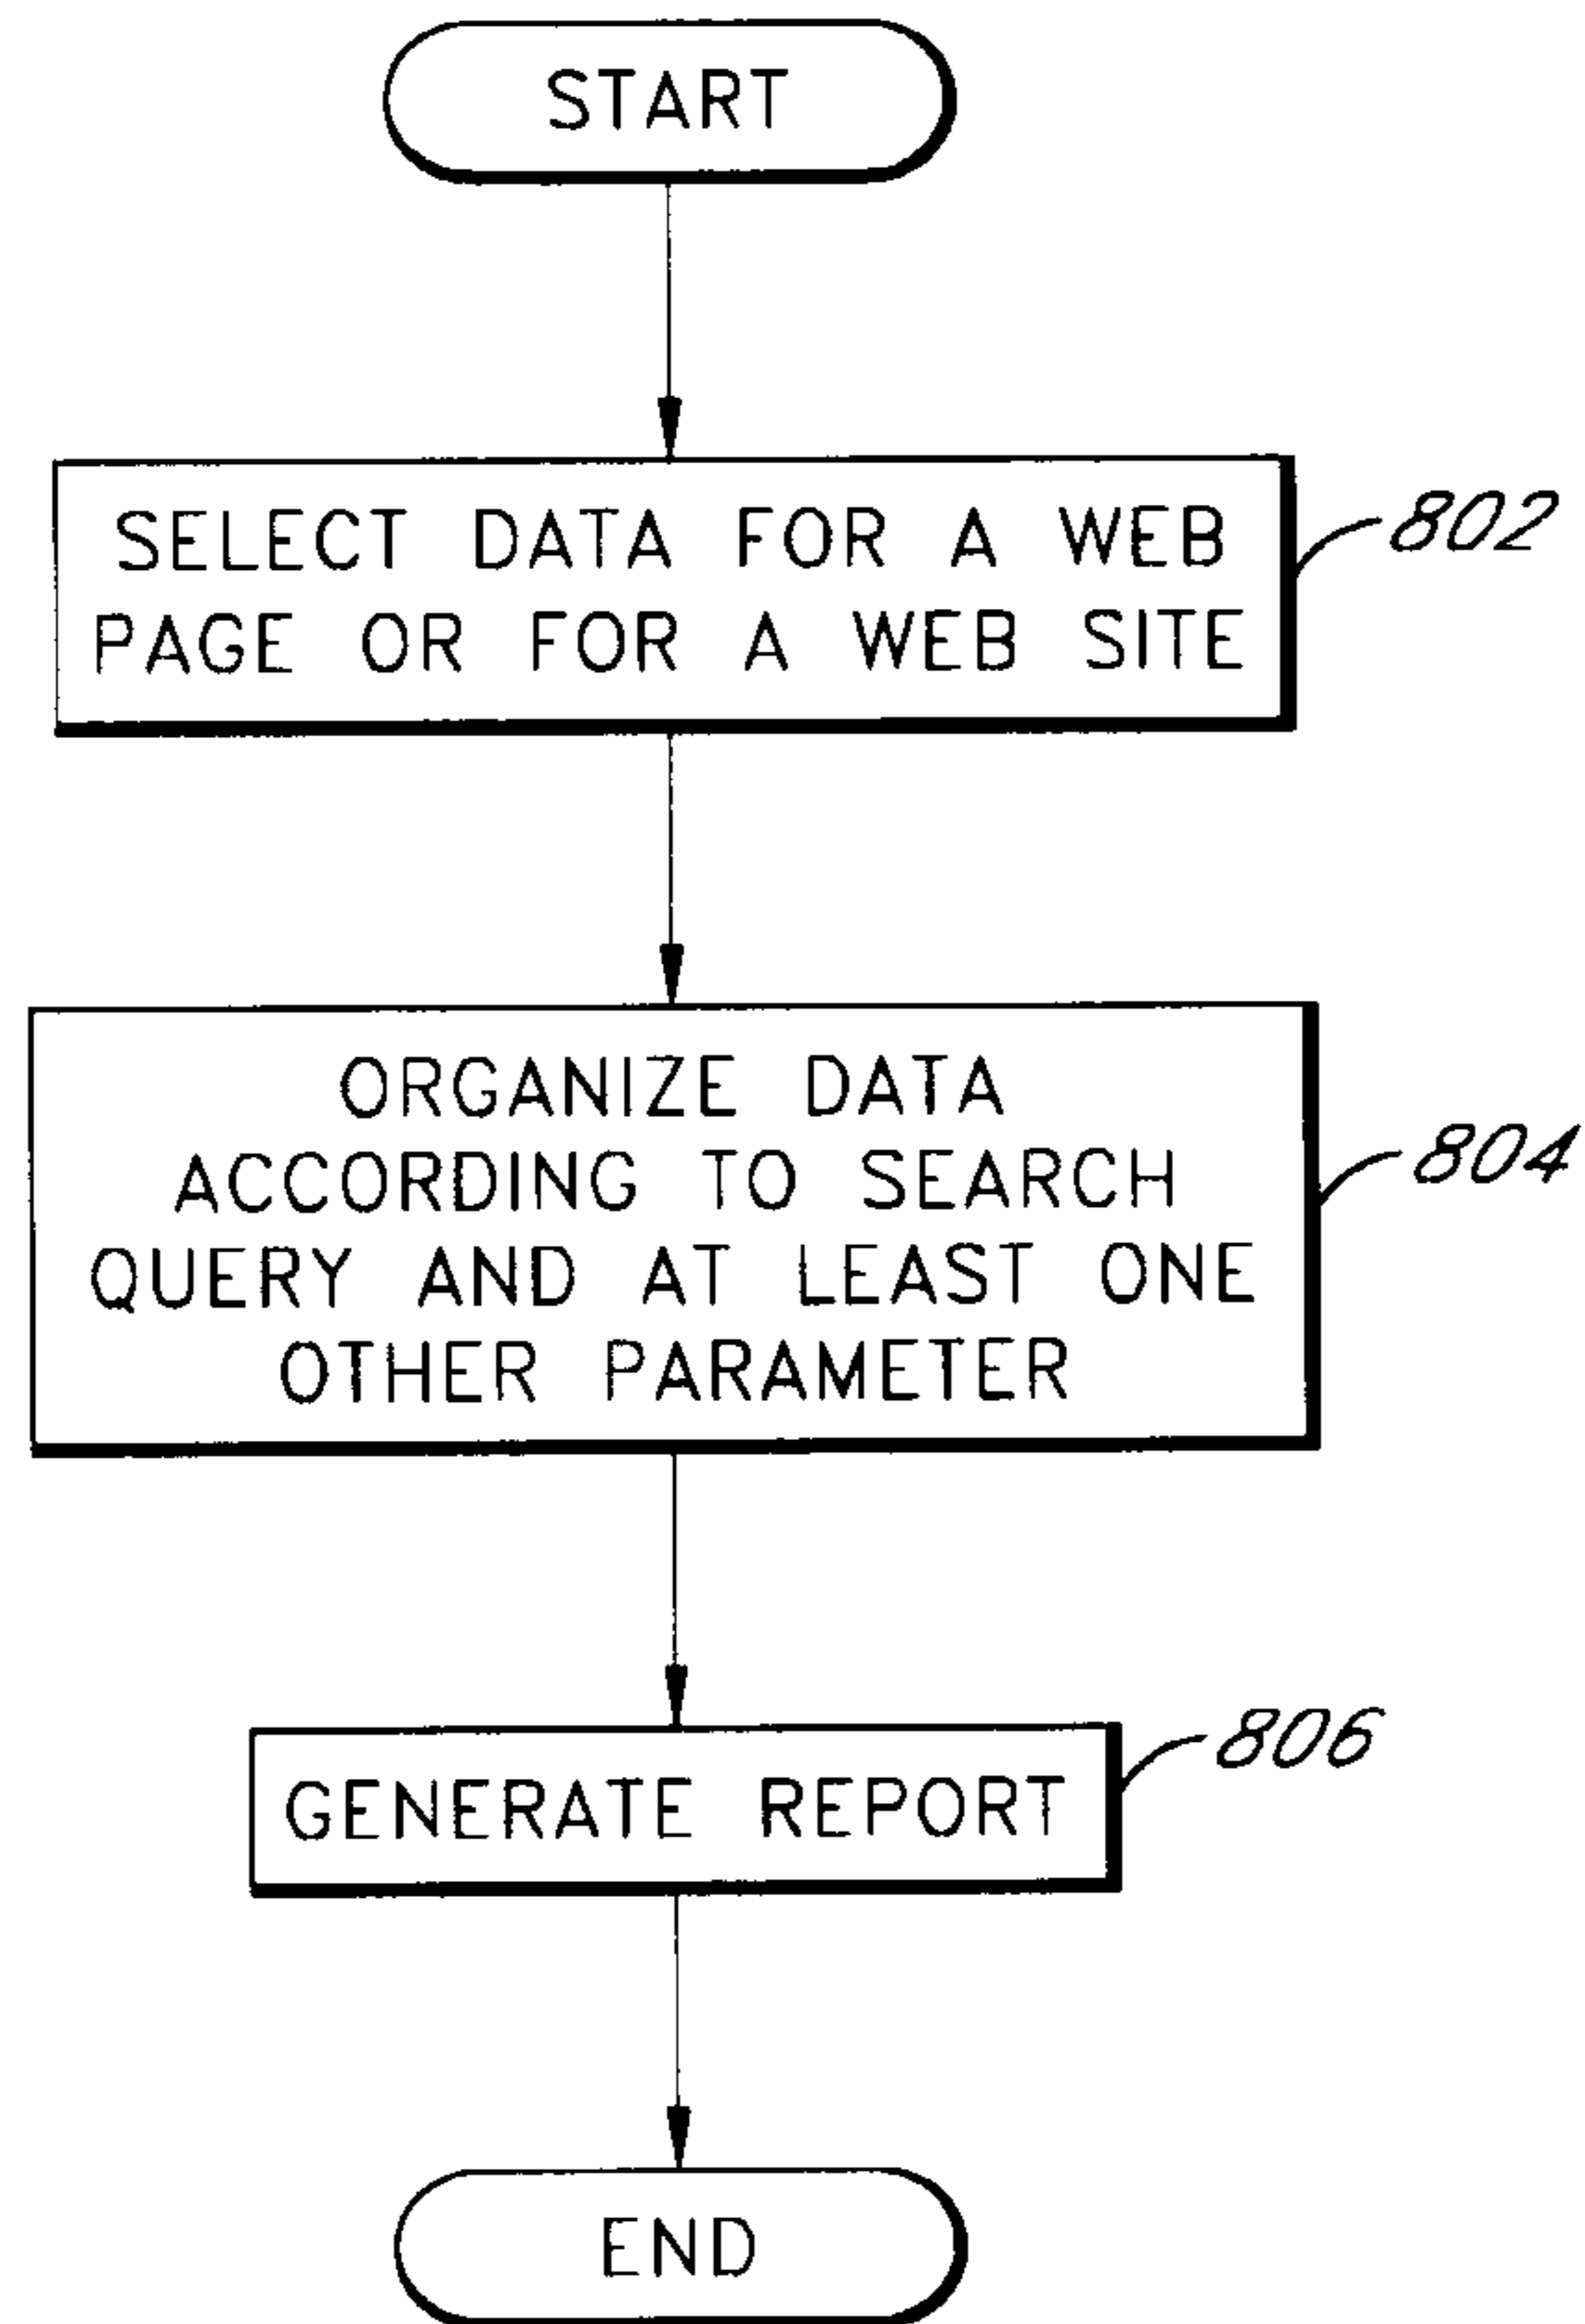 START
SELECT DATA FOR A WEB
PAGE OR FOR A WEB SITE
802
ORGANIZE DATA
ACCORDING TO SEARCH
QUERY AND AT LEAST ONE
OTHER PARAMETER
804
GENERATE REPORT
806
END